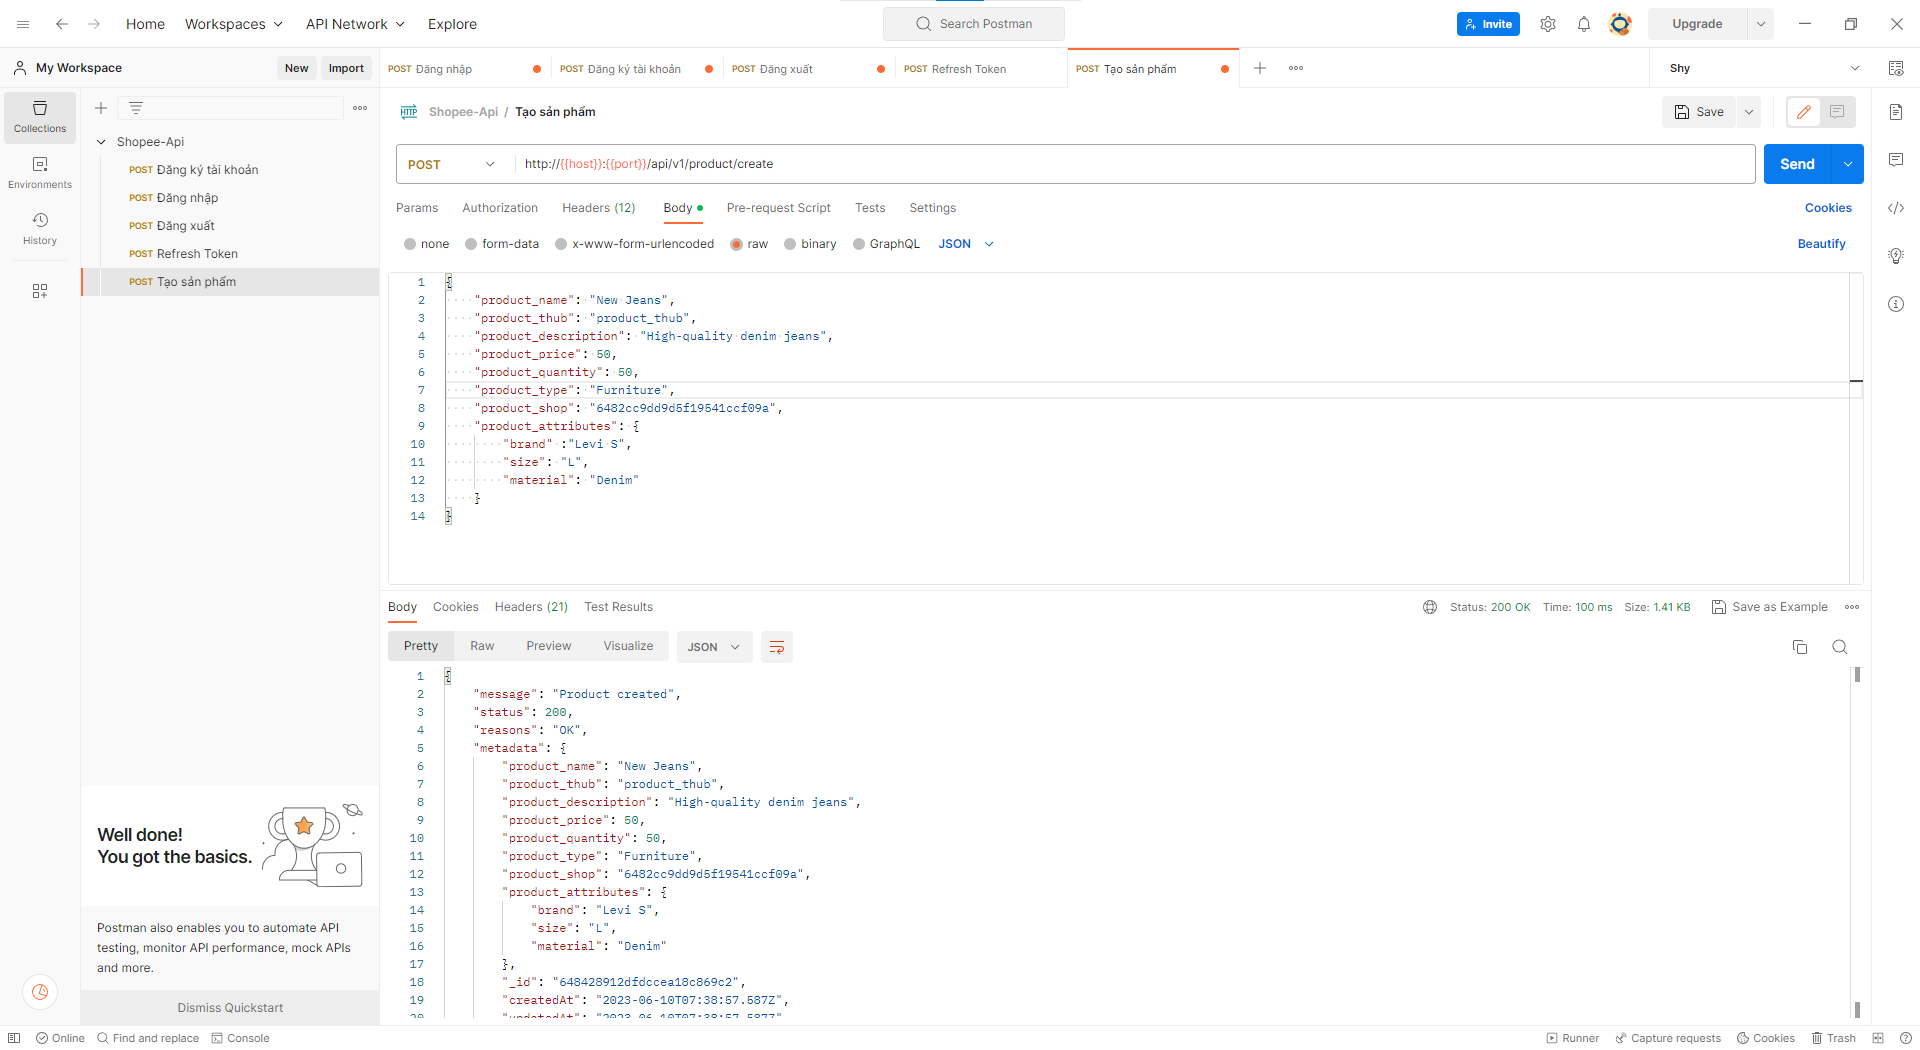 Home Workspaces API Network Explore
Search Postman
Invite
Upgrade
My Workspace
New Import
POST Đăng nhập
POST Đăng ký tài khoản
POST Đăng xuất
POST Refresh Token
POST Tạo sản phẩm
Shy
Collections
Environments
History
Shopee-Api
POST Đăng ký tài khoản
POST Đăng nhập
POST Đăng xuất
POST Refresh Token
POST Tạo sản phẩm
Well done!
You got the basics.
Postman also enables you to automate API
testing, monitor API performance, mock APIs
and more.
Dismiss Quickstart
HTTP Shopee-Api / Tạo sản phẩm
Save
POST http://{{host}}:{{port}}/api/v1/product/create
Send
Params Authorization Headers (12) Body Pre-request Script Tests Settings
Cookies
none form-data x-www-form-urlencoded raw binary GraphQL JSON
Beautify
1 {
2 "product_name": "New Jeans",
3 "product_thub": "product_thub",
4 "product_description": "High-quality denim jeans",
5 "product_price": 50,
6 "product_quantity": 50,
7 "product_type": "Furniture",
8 "product_shop": "6482cc9dd9d5f19541ccf09a",
9 "product_attributes": {
10 "brand" :"Levi S",
11 "size": "L",
12 "material": "Denim"
13 }
14 }
Body Cookies Headers (21) Test Results
Status: 200 OK Time: 100 ms Size: 1.41 KB Save as Example
Pretty Raw Preview Visualize JSON
1 {
2 "message": "Product created",
3 "status": 200,
4 "reasons": "OK",
5 "metadata": {
6 "product_name": "New Jeans",
7 "product_thub": "product_thub",
8 "product_description": "High-quality denim jeans",
9 "product_price": 50,
10 "product_quantity": 50,
11 "product_type": "Furniture",
12 "product_shop": "6482cc9dd9d5f19541ccf09a",
13 "product_attributes": {
14 "brand": "Levi S",
15 "size": "L",
16 "material": "Denim"
17 },
18 "_id": "648428912dfdccea18c869c2",
19 "createdAt": "2023-06-10T07:38:57.587Z",
20 "updatedAt": "2023-06-10T07:38:57.587Z"
Online Find and replace Console
Runner Capture requests Cookies Trash